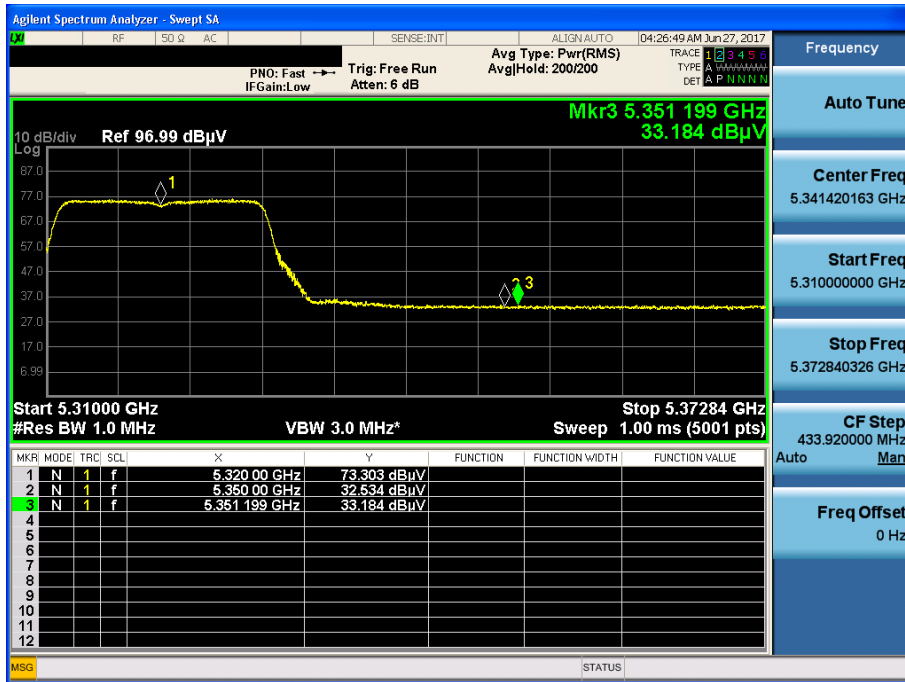 Agilent Spectrum Analyzer - Swept SA
LXI RF 50 Ω AC SENSE:INT ALIGN AUTO 04:26:49 AM Jun 27, 2017
PNO: Fast Trig: Free Run Avg Type: Pwr(RMS) TRACE 1 2 3 4 5 6
IFGain:Low Atten: 6 dB Avg|Hold: 200/200 TYPE A WWWWW
DET A P N N N N
Mkr3 5.351 199 GHz
33.184 dBµV
10 dB/div Ref 96.99 dBµV
Log
87.0
77.0
67.0
57.0
47.0
37.0
27.0
17.0
6.99
1
2 3
Start 5.31000 GHz Stop 5.37284 GHz
#Res BW 1.0 MHz VBW 3.0 MHz* Sweep 1.00 ms (5001 pts)
MKR MODE TRC SCL X Y FUNCTION FUNCTION WIDTH FUNCTION VALUE
1 N 1 f 5.320 00 GHz 73.303 dBµV
2 N 1 f 5.350 00 GHz 32.534 dBµV
3 N 1 f 5.351 199 GHz 33.184 dBµV
4
5
6
7
8
9
10
11
12
MSG STATUS
Frequency
Auto Tune
Center Freq
5.341420163 GHz
Start Freq
5.310000000 GHz
Stop Freq
5.372840326 GHz
CF Step
433.920000 MHz
Auto Man
Freq Offset
0 Hz